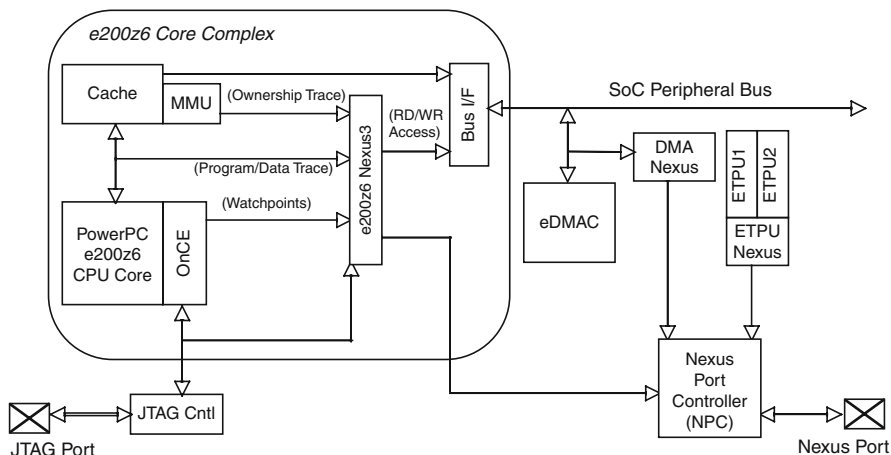 e200z6 Core Complex
Cache
MMU
(Ownership Trace)
(RD/WR
Access)
Bus I/F
SoC Peripheral Bus
e200z6 Nexus3
(Program/Data Trace)
(Watchpoints)
PowerPC
e200z6
CPU Core
OnCE
eDMAC
DMA
Nexus
ETPU1
ETPU2
ETPU
Nexus
Nexus
Port
Controller
(NPC)
JTAG Cntl
JTAG Port
Nexus Port